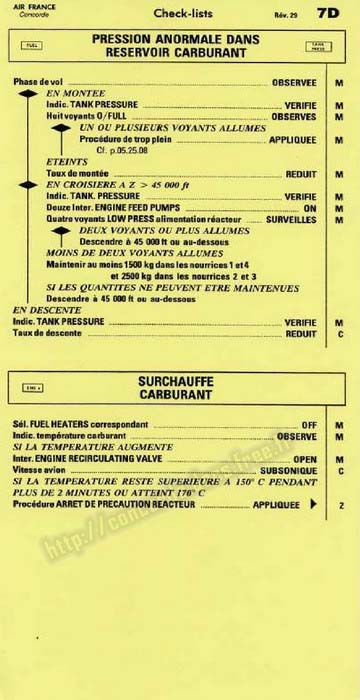 AIR FRANCE
Concorde
Check-lists
Rév. 29
7D
FUEL
PRESSION ANORMALE DANS
RESERVOIR CARBURANT
TANK
PRESS
Phase de vol ... OBSERVEE M
EN MONTEE
Indic. TANK PRESSURE ... VERIFIE M
Huit voyants O/FULL ... OBSERVES M
UN OU PLUSIEURS VOYANTS ALLUMES
Procédure de trop plein ... APPLIQUEE M
Cf. p.05.25.08
ETEINTS
Taux de montée ... REDUIT M
EN CROISIERE A Z > 45 000 ft
Indic. TANK. PRESSURE ... VERIFIE M
Douze Inter. ENGINE FEED PUMPS ... ON M
Quatre voyants LOW PRESS alimentation réacteur ... SURVEILLES M
DEUX VOYANTS OU PLUS ALLUMES
Descendre à 45 000 ft ou au-dessous
MOINS DE DEUX VOYANTS ALLUMES
Maintenir au moins 1500 kg dans les nourrices 1 et 4
et 2500 kg dans les nourrices 2 et 3
SI LES QUANTITES NE PEUVENT ETRE MAINTENUES
Descendre à 45 000 ft ou au-dessous
EN DESCENTE
Indic. TANK PRESSURE ... VERIFIE M
Taux de descente ... REDUIT C
SURCHAUFFE
CARBURANT
Sél. FUEL HEATERS correspondant ... OFF M
Indic. température carburant ... OBSERVE M
SI LA TEMPERATURE AUGMENTE
Inter. ENGINE RECIRCULATING VALVE ... OPEN M
Vitesse avion ... SUBSONIQUE C
SI LA TEMPERATURE RESTE SUPERIEURE A 150° C PENDANT
PLUS DE 2 MINUTES OU ATTEINT 170° C
Procédure ARRET DE PRECAUTION REACTEUR ... APPLIQUEE 2